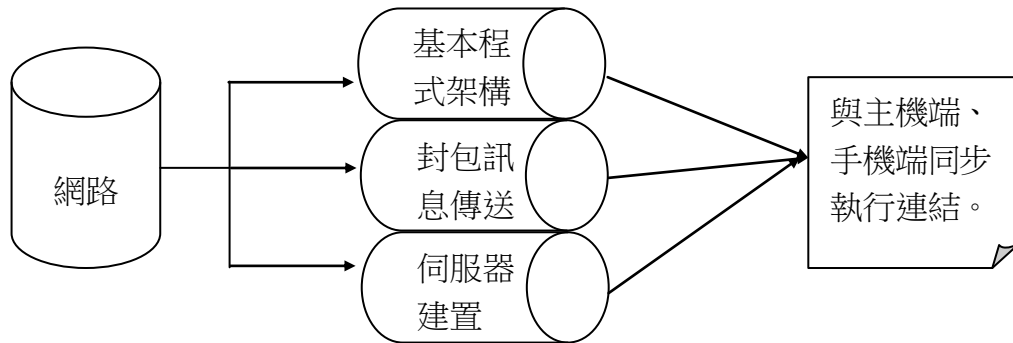 網路
基本程
式架構
封包訊
息傳送
伺服器
建置
與主機端、
手機端同步
執行連結。